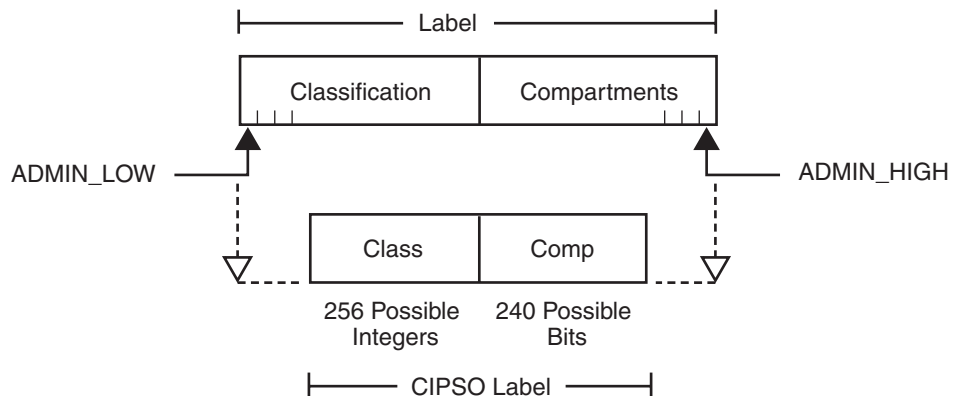 Label
Classification
Compartments
ADMIN_LOW
ADMIN_HIGH
Class
Comp
256 Possible
Integers
240 Possible
Bits
CIPSO Label